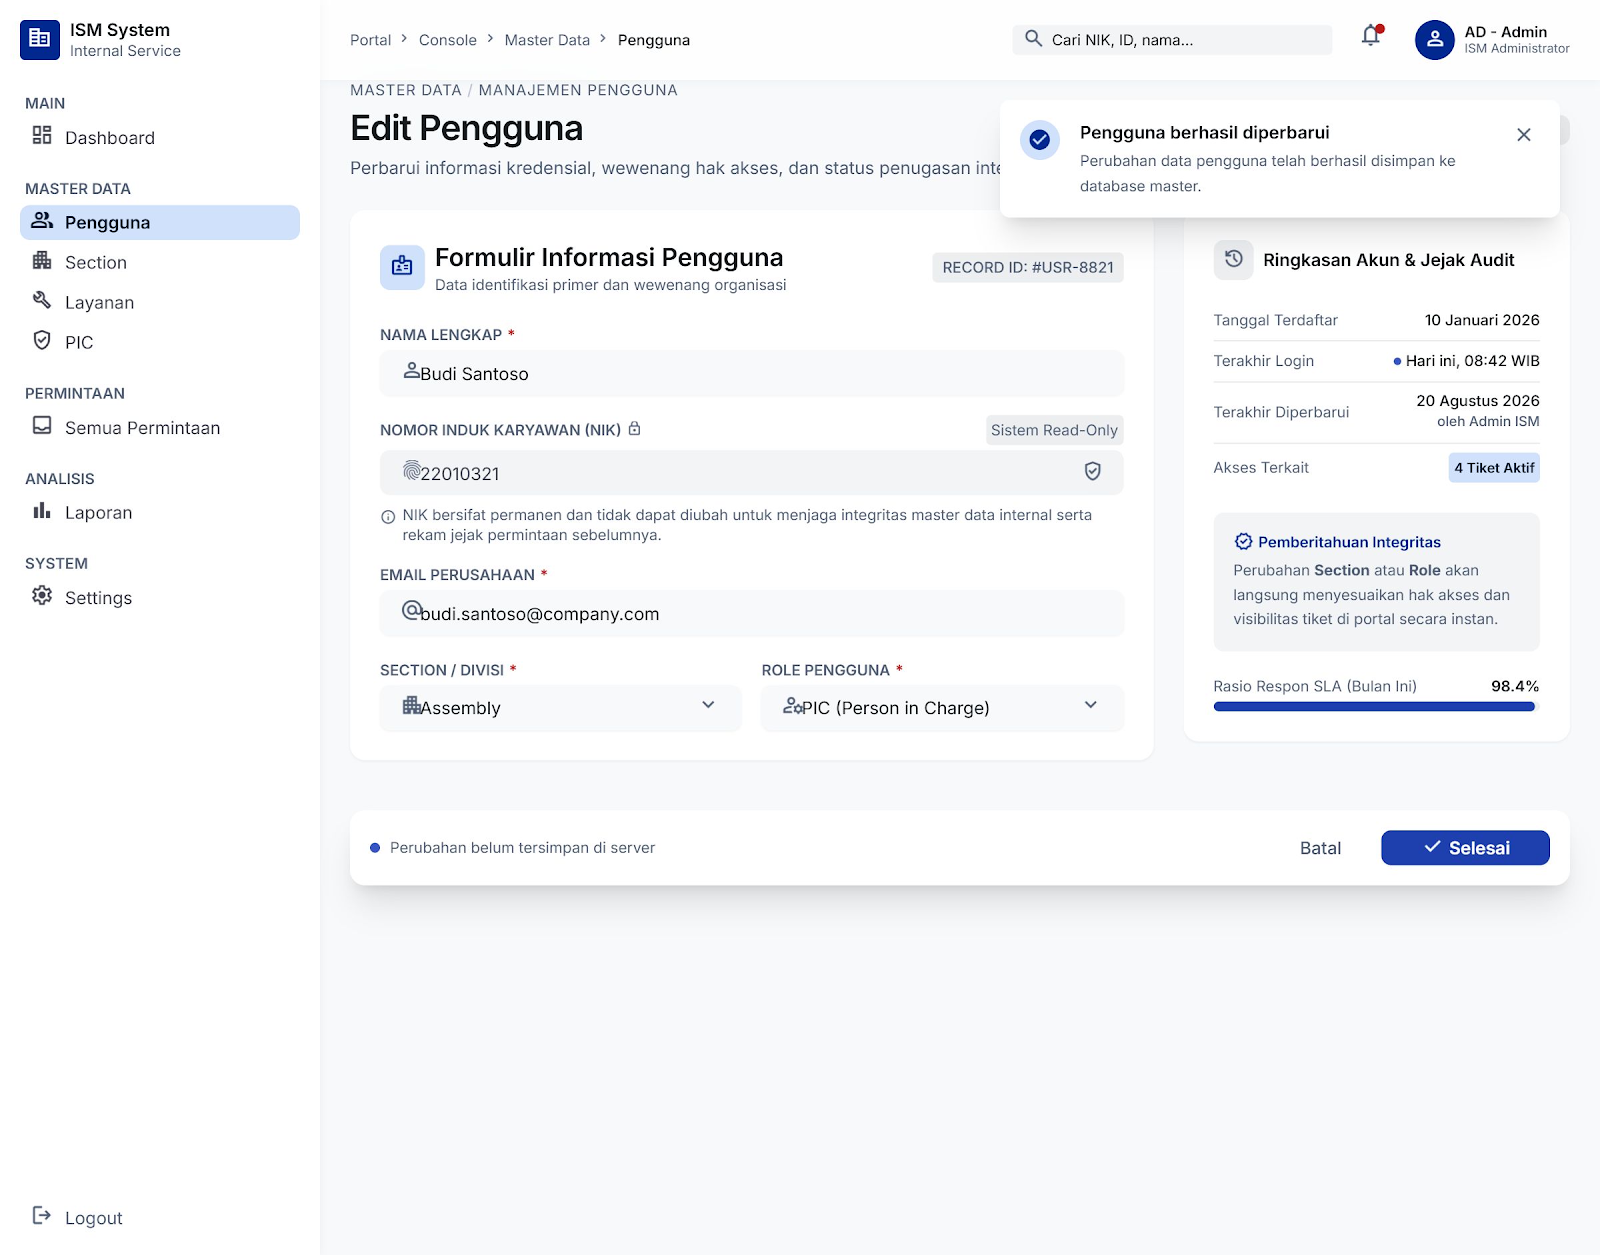 ISM System
Internal Service
MAIN
Dashboard
MASTER DATA
Pengguna
Section
Layanan
PIC
PERMINTAAN
Semua Permintaan
ANALISIS
Laporan
SYSTEM
Settings
Logout
Portal > Console > Master Data > Pengguna
Cari NIK, ID, nama...
AD - Admin
ISM Administrator
MASTER DATA / MANAJEMEN PENGGUNA
Edit Pengguna
Perbarui informasi kredensial, wewenang hak akses, dan status penugasan
Pengguna berhasil diperbarui
Perubahan data pengguna telah berhasil disimpan ke
database master.
Formulir Informasi Pengguna
Data identifikasi primer dan wewenang organisasi
RECORD ID: #USR-8821
NAMA LENGKAP *
Budi Santoso
NOMOR INDUK KARYAWAN (NIK)
Sistem Read-Only
22010321
NIK bersifat permanen dan tidak dapat diubah untuk menjaga integritas master data internal serta
rekam jejak permintaan sebelumnya.
EMAIL PERUSAHAAN *
budi.santoso@company.com
SECTION / DIVISI *
Assembly
ROLE PENGGUNA *
PIC (Person in Charge)
Ringkasan Akun & Jejak Audit
Tanggal Terdaftar
10 Januari 2026
Terakhir Login
Hari ini, 08:42 WIB
Terakhir Diperbarui
20 Agustus 2026
oleh Admin ISM
Akses Terkait
4 Tiket Aktif
Pemberitahuan Integritas
Perubahan Section atau Role akan
langsung menyesuaikan hak akses dan
visibilitas tiket di portal secara instan.
Rasio Respon SLA (Bulan Ini)
98.4%
Perubahan belum tersimpan di server
Batal
Selesai